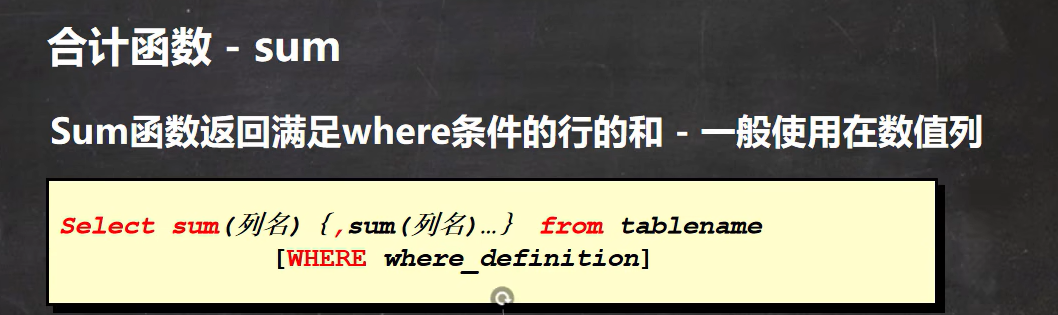 合计函数 - sum
Sum函数返回满足where条件的行的和 - 一般使用在数值列
Select sum(列名)｛,sum(列名)…｝ from tablename
[WHERE where_definition]